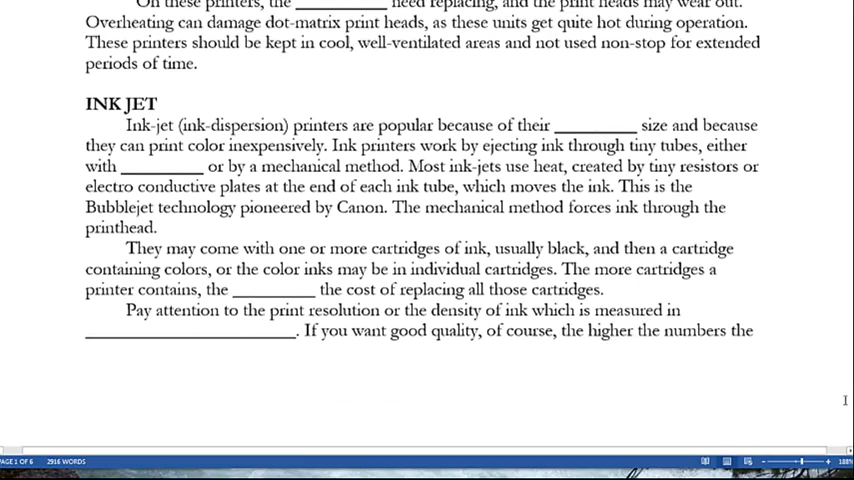 On these printers, the __________ need replacing, and the print heads may wear out.
Overheating can damage dot-matrix print heads, as these units get quite hot during operation.
These printers should be kept in cool, well-ventilated areas and not used non-stop for extended
periods of time.
INK JET
Ink-jet (ink-dispersion) printers are popular because of their _________ size and because
they can print color inexpensively. Ink printers work by ejecting ink through tiny tubes, either
with _________ or by a mechanical method. Most ink-jets use heat, created by tiny resistors or
electro conductive plates at the end of each ink tube, which moves the ink. This is the
Bubblejet technology pioneered by Canon. The mechanical method forces ink through the
printhead.
They may come with one or more cartridges of ink, usually black, and then a cartridge
containing colors, or the color inks may be in individual cartridges. The more cartridges a
printer contains, the _________ the cost of replacing all those cartridges.
Pay attention to the print resolution or the density of ink which is measured in
_______________________. If you want good quality, of course, the higher the numbers the
PAGE 1 OF 6 2916 WORDS
188%